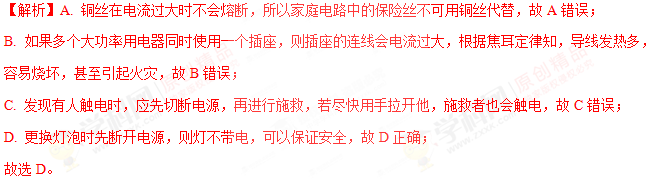 【解析】A. 铜丝在电流过大时不会熔断，所以家庭电路中的保险丝不可用铜丝代替，故 A 错误；
B. 如果多个大功率用电器同时使用一个插座，则插座的连线会电流过大，根据焦耳定律知，导线发热多，
容易烧坏，甚至引起火灾，故 B 错误；
C. 发现有人触电时，应先切断电源，再进行施救，若尽快用手拉开他，施救者也会触电，故 C 错误；
D. 更换灯泡时先断开电源，则灯不带电，可以保证安全，故 D 正确；
故选 D。